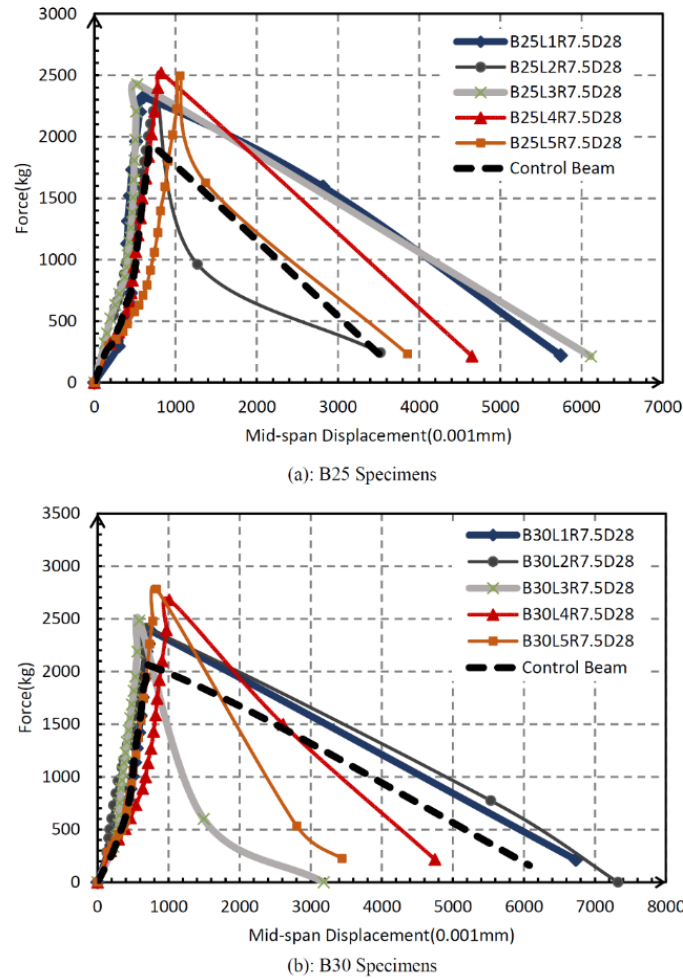 3000
2500
2000
1500
1000
500
0
Force(kg)
B25L1R7.5D28
B25L2R7.5D28
B25L3R7.5D28
B25L4R7.5D28
B25L5R7.5D28
Control Beam
0 1000 2000 3000 4000 5000 6000 7000
Mid-span Displacement(0.001mm)
(a): B25 Specimens
3500
3000
2500
2000
1500
1000
500
0
Force(kg)
B30L1R7.5D28
B30L2R7.5D28
B30L3R7.5D28
B30L4R7.5D28
B30L5R7.5D28
Control Beam
0 1000 2000 3000 4000 5000 6000 7000 8000
Mid-span Displacement(0.001mm)
(b): B30 Specimens